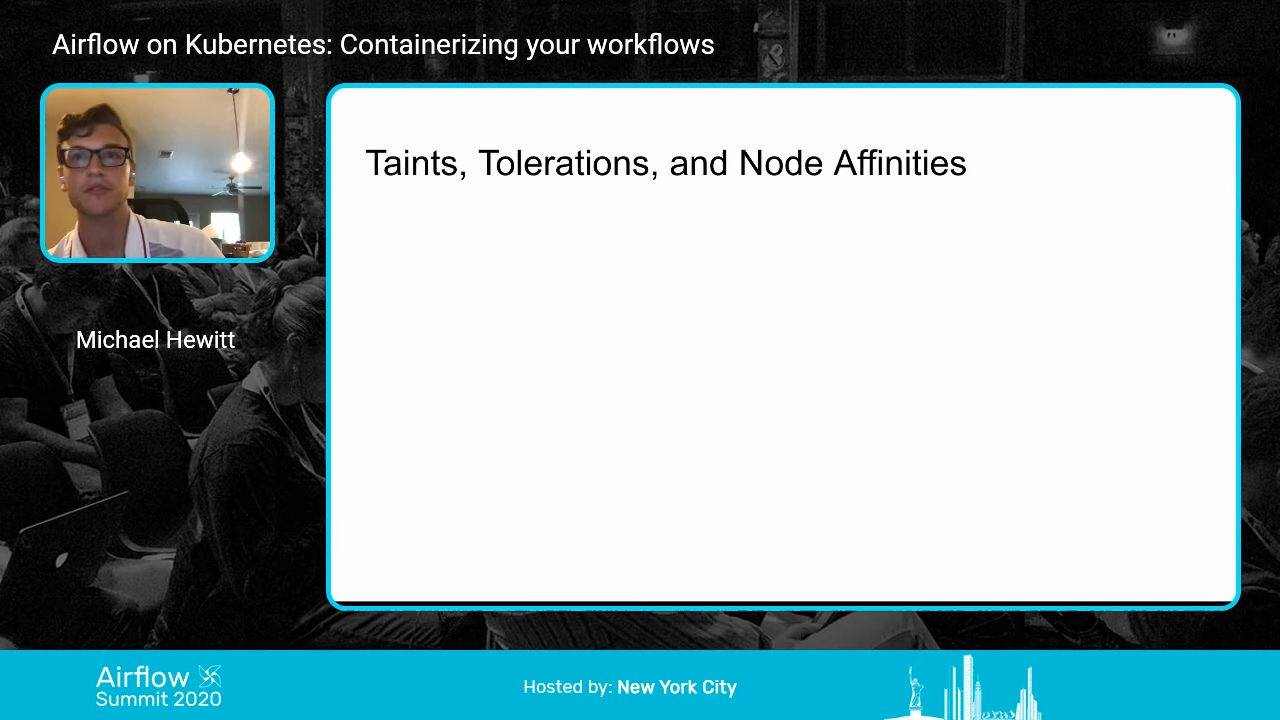 Airflow on Kubernetes: Containerizing your workflows
Taints, Tolerations, and Node Affinities
Michael Hewitt
Airflow
Summit 2020
Hosted by: New York City